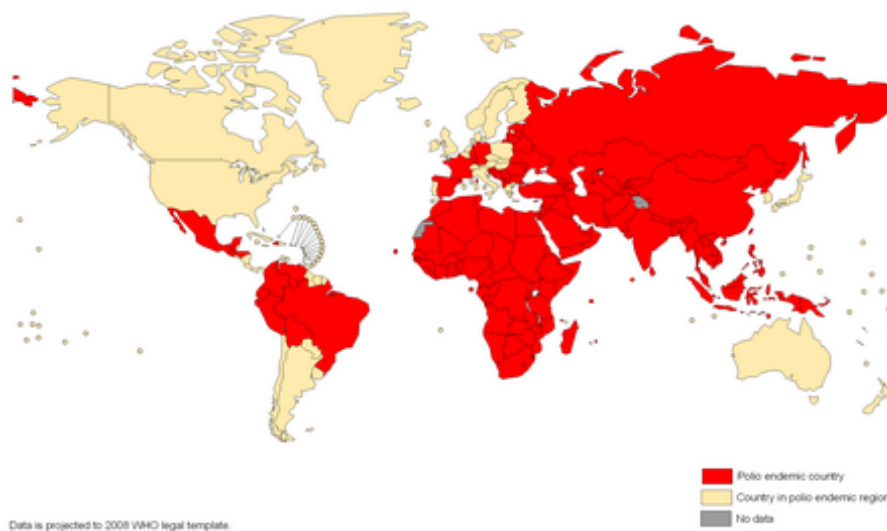 Polio endemic country
Country in polio endemic region
No data
Data is projected to 2008 WHO legal template.